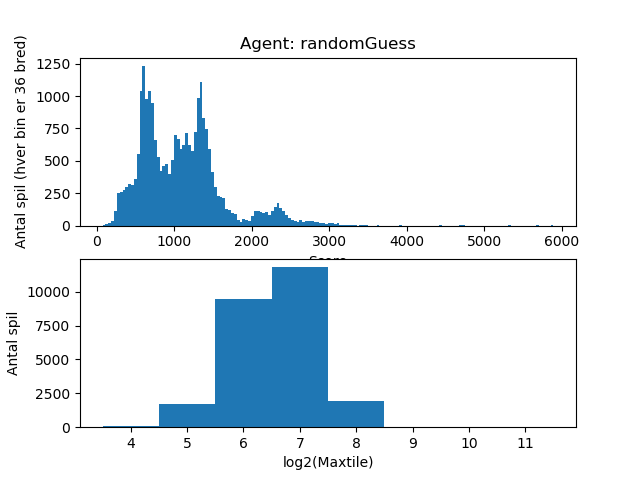 Agent: randomGuess
Antal spil (hver bin er 36 bred)
1250
1000
750
500
250
0
0 1000 2000 3000 4000 5000 6000
Score
Antal spil
10000
7500
5000
2500
0
4 5 6 7 8 9 10 11
log2(Maxtile)